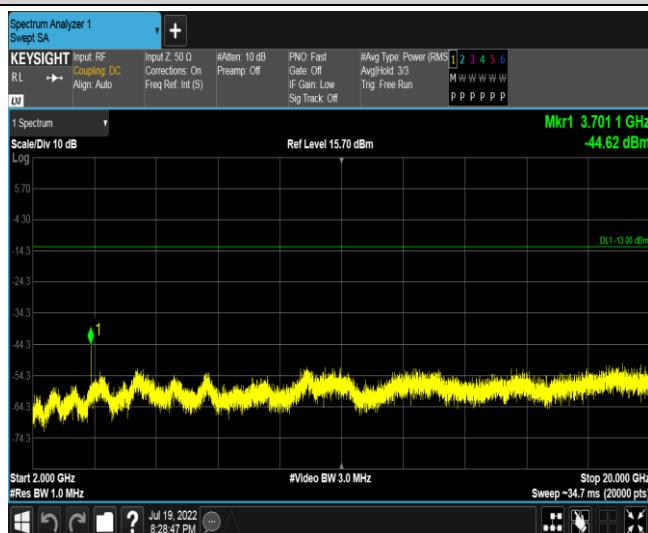 Spectrum Analyzer 1
Swept SA
+
KEYSIGHT
RL
LXI
Input: RF
Coupling: DC
Align: Auto
Input Z: 50 Ω
Corrections: On
Freq Ref: Int (S)
#Atten: 10 dB
Preamp: Off
PNO: Fast
Gate: Off
IF Gain: Low
Sig Track: Off
#Avg Type: Power (RMS
Avg|Hold: 3/3
Trig: Free Run
1 2 3 4 5 6
M W W W W W
P P P P P P
1 Spectrum
Mkr1 3.701 1 GHz
Scale/Div 10 dB
Ref Level 15.70 dBm
-44.62 dBm
Log
5.70
-4.30
DL1 -13.00 dBm
-14.3
-24.3
-34.3
1
-44.3
-54.3
-64.3
-74.3
Start 2.000 GHz
#Video BW 3.0 MHz
Stop 20.000 GHz
#Res BW 1.0 MHz
Sweep ~34.7 ms (20000 pts)
?
Jul 19, 2022
8:28:47 PM